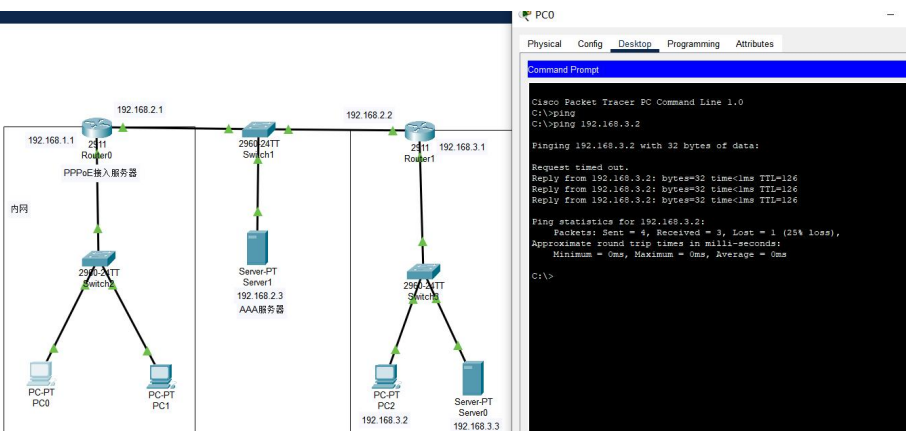 192.168.2.1
192.168.2.2
192.168.1.1
2911
Router0
2960-24TT
Switch1
2911
Router1
192.168.3.1
PPPoE接入服务器
内网
2960-24TT
Switch2
Server-PT
Server1
192.168.2.3
AAA服务器
2960-24TT
PC-PT
PC0
PC-PT
PC1
PC-PT
PC2
192.168.3.2
Server-PT
Server0
192.168.3.3
PC0
Physical Config Desktop Programming Attributes
Command Prompt
Cisco Packet Tracer PC Command Line 1.0
C:\>ping
C:\>ping 192.168.3.2
Pinging 192.168.3.2 with 32 bytes of data:
Request timed out.
Reply from 192.168.3.2: bytes=32 time<1ms TTL=126
Reply from 192.168.3.2: bytes=32 time<1ms TTL=126
Reply from 192.168.3.2: bytes=32 time<1ms TTL=126
Ping statistics for 192.168.3.2:
Packets: Sent = 4, Received = 3, Lost = 1 (25% loss),
Approximate round trip times in milli-seconds:
Minimum = 0ms, Maximum = 0ms, Average = 0ms
C:\>